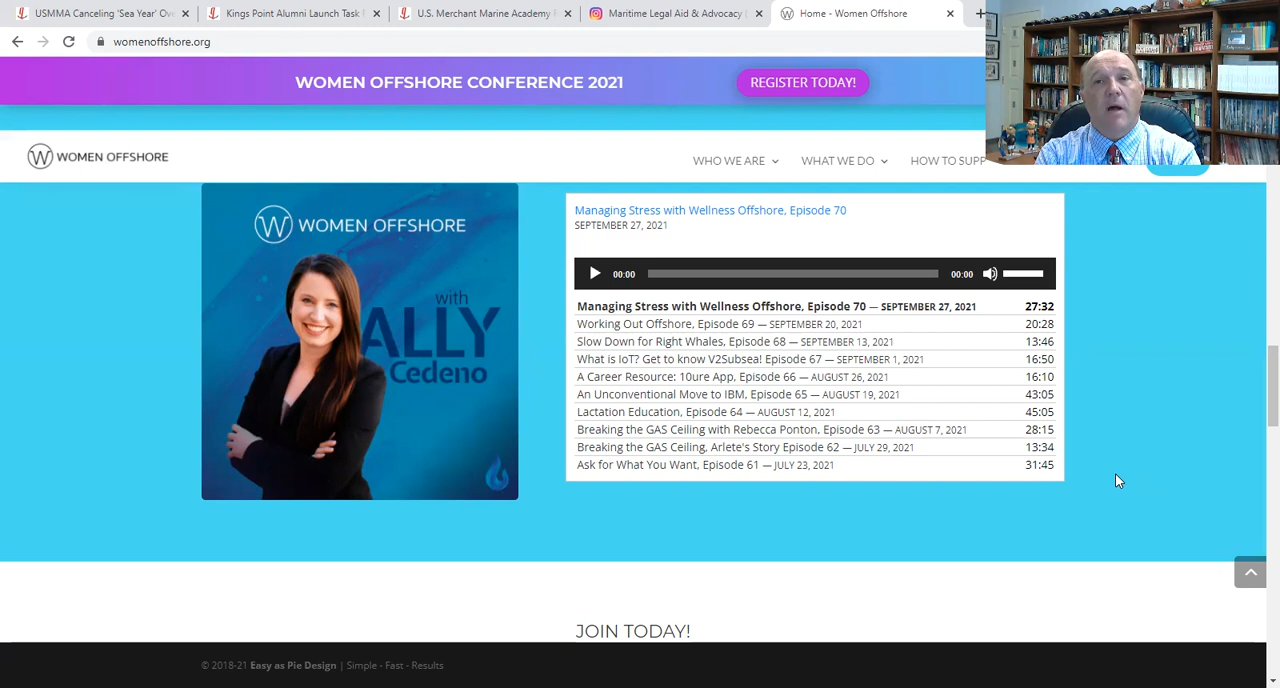 USMMA Canceling 'Sea Year' Ov
Kings Point Alumni Launch Task
U.S. Merchant Marine Academy
Maritime Legal Aid & Advocacy
Home - Women Offshore
womenoffshore.org
WOMEN OFFSHORE CONFERENCE 2021
REGISTER TODAY!
WOMEN OFFSHORE
WHO WE ARE
WHAT WE DO
HOW TO SUPP
WOMEN OFFSHORE
with
ALLY
Cedeno
Managing Stress with Wellness Offshore, Episode 70
SEPTEMBER 27, 2021
00:00
00:00
Managing Stress with Wellness Offshore, Episode 70 — SEPTEMBER 27, 2021 27:32
Working Out Offshore, Episode 69 — SEPTEMBER 20, 2021 20:28
Slow Down for Right Whales, Episode 68 — SEPTEMBER 13, 2021 13:46
What is IoT? Get to know V2Subsea! Episode 67 — SEPTEMBER 1, 2021 16:50
A Career Resource: 10ure App, Episode 66 — AUGUST 26, 2021 16:10
An Unconventional Move to IBM, Episode 65 — AUGUST 19, 2021 43:05
Lactation Education, Episode 64 — AUGUST 12, 2021 45:05
Breaking the GAS Ceiling with Rebecca Ponton, Episode 63 — AUGUST 7, 2021 28:15
Breaking the GAS Ceiling, Arlete's Story Episode 62 — JULY 29, 2021 13:34
Ask for What You Want, Episode 61 — JULY 23, 2021 31:45
JOIN TODAY!
© 2018-21 Easy as Pie Design | Simple - Fast - Results